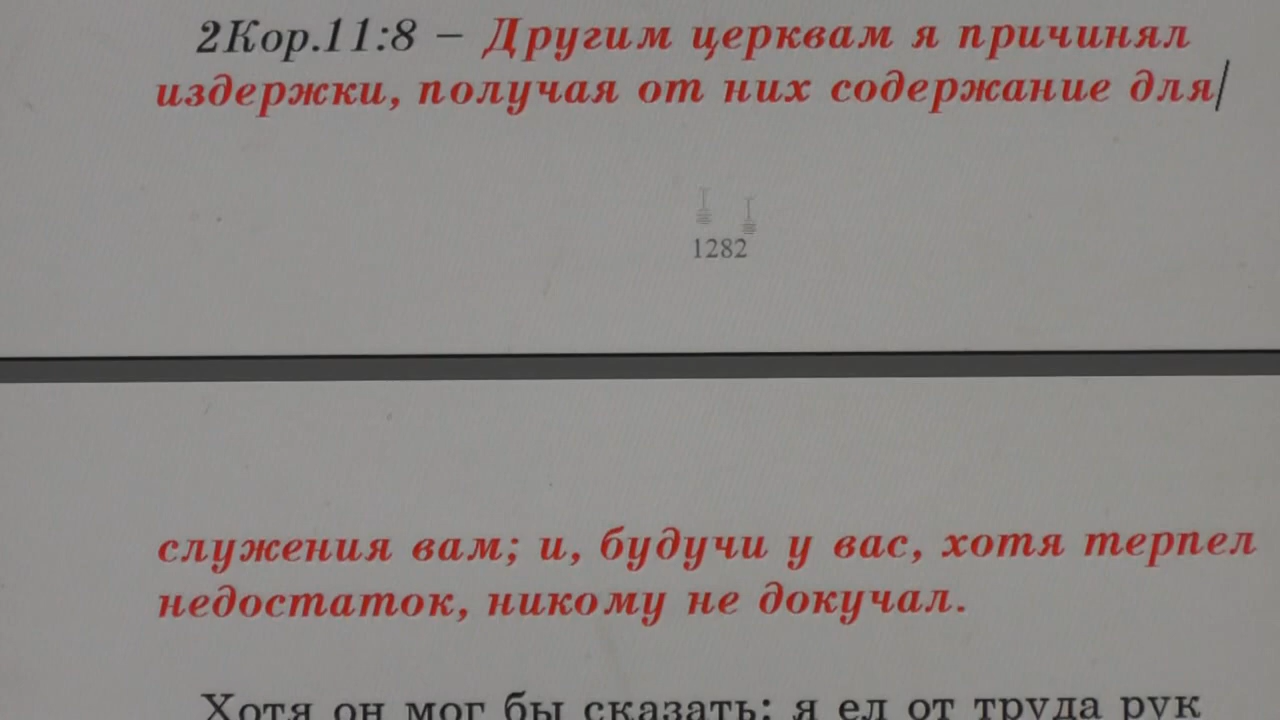 2Кор.11:8 – Другим церквам я причинял
издержки, получая от них содержание для
1282
служения вам; и, будучи у вас, хотя терпел
недостаток, никому не докучал.
Хотя он мог бы сказать: я ел от труда рук